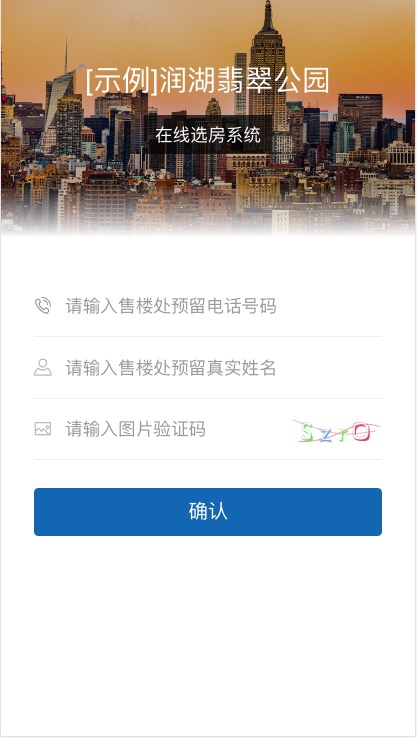 [示例]润湖翡翠公园
在线选房系统
请输入售楼处预留电话号码
请输入售楼处预留真实姓名
请输入图片验证码
SzrO
确认